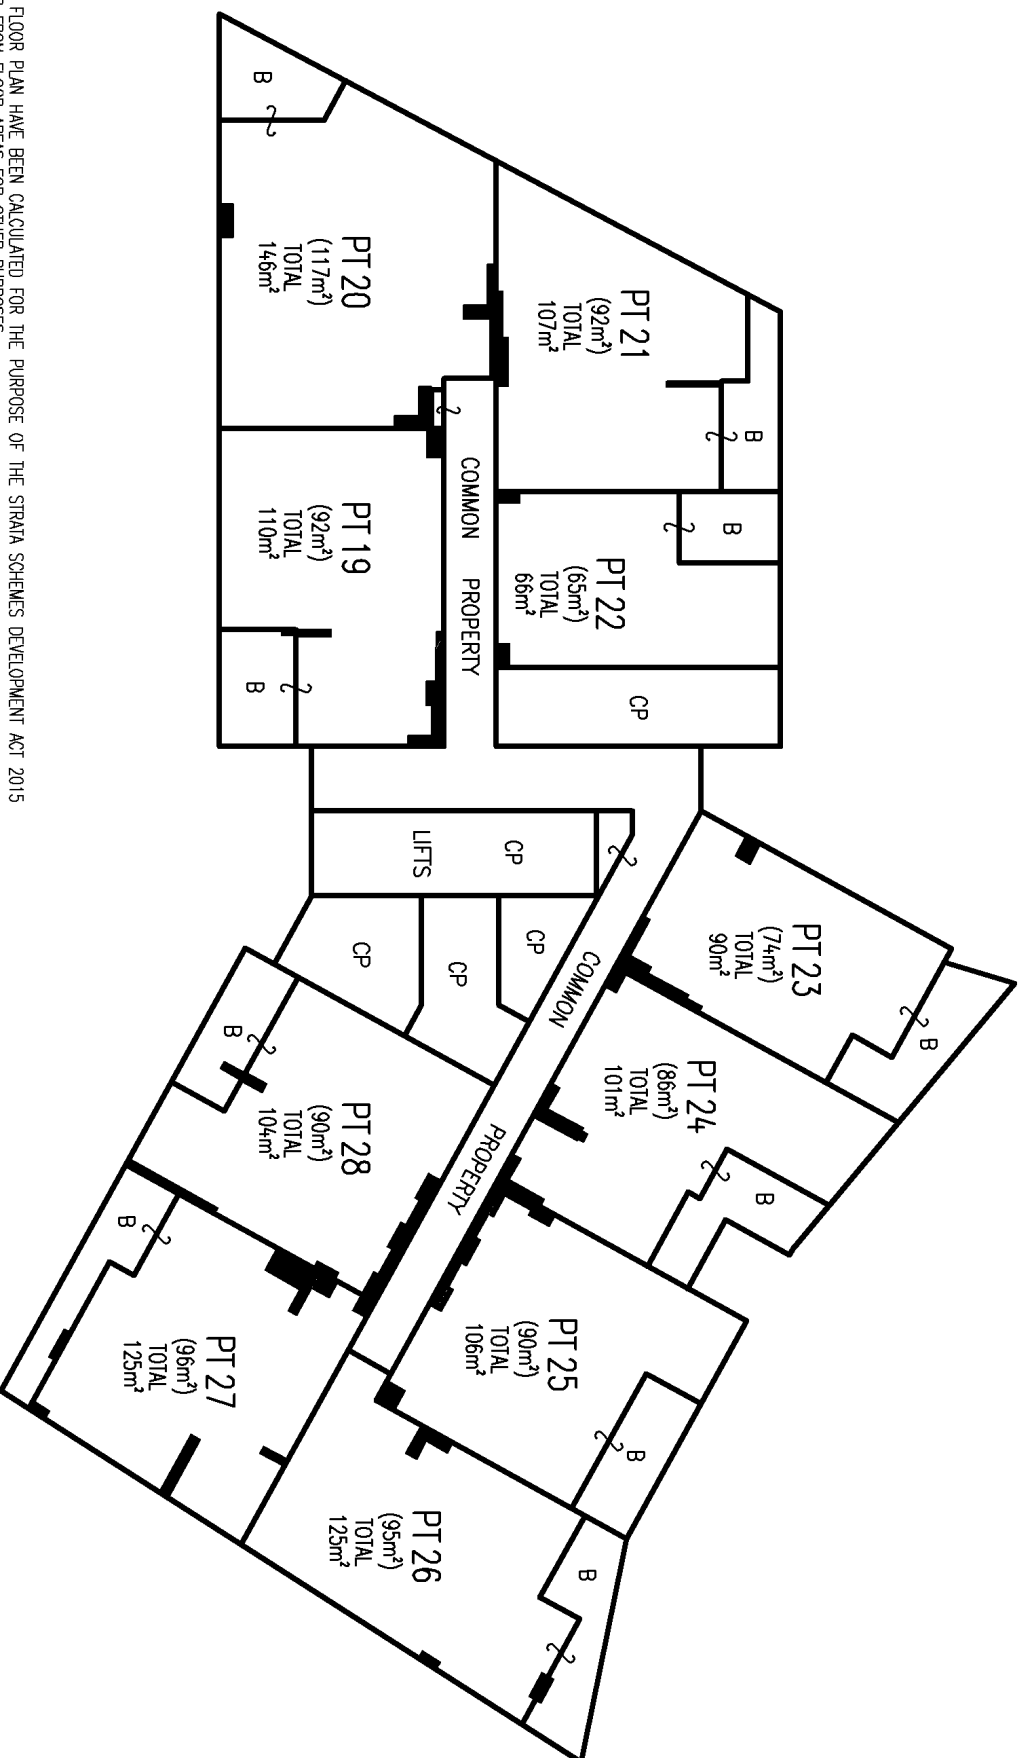 FLOOR PLAN HAVE BEEN CALCULATED FOR THE PURPOSE OF THE STRATA SCHEMES DEVELOPMENT ACT 2015
B
PT 20
(117m²)
TOTAL
146m²
PT 21
(92m²)
TOTAL
107m²
B
PT 19
(92m²)
TOTAL
110m²
B
COMMON PROPERTY
PT 22
(65m²)
TOTAL
66m²
B
CP
LIFTS
CP
CP
CP
CP
COMMON PROPERTY
PT 23
(74m²)
TOTAL
90m²
B
PT 24
(86m²)
TOTAL
101m²
B
PT 25
(90m²)
TOTAL
106m²
B
PT 28
(90m²)
TOTAL
104m²
B
PT 27
(96m²)
TOTAL
125m²
B
PT 26
(95m²)
TOTAL
125m²
B